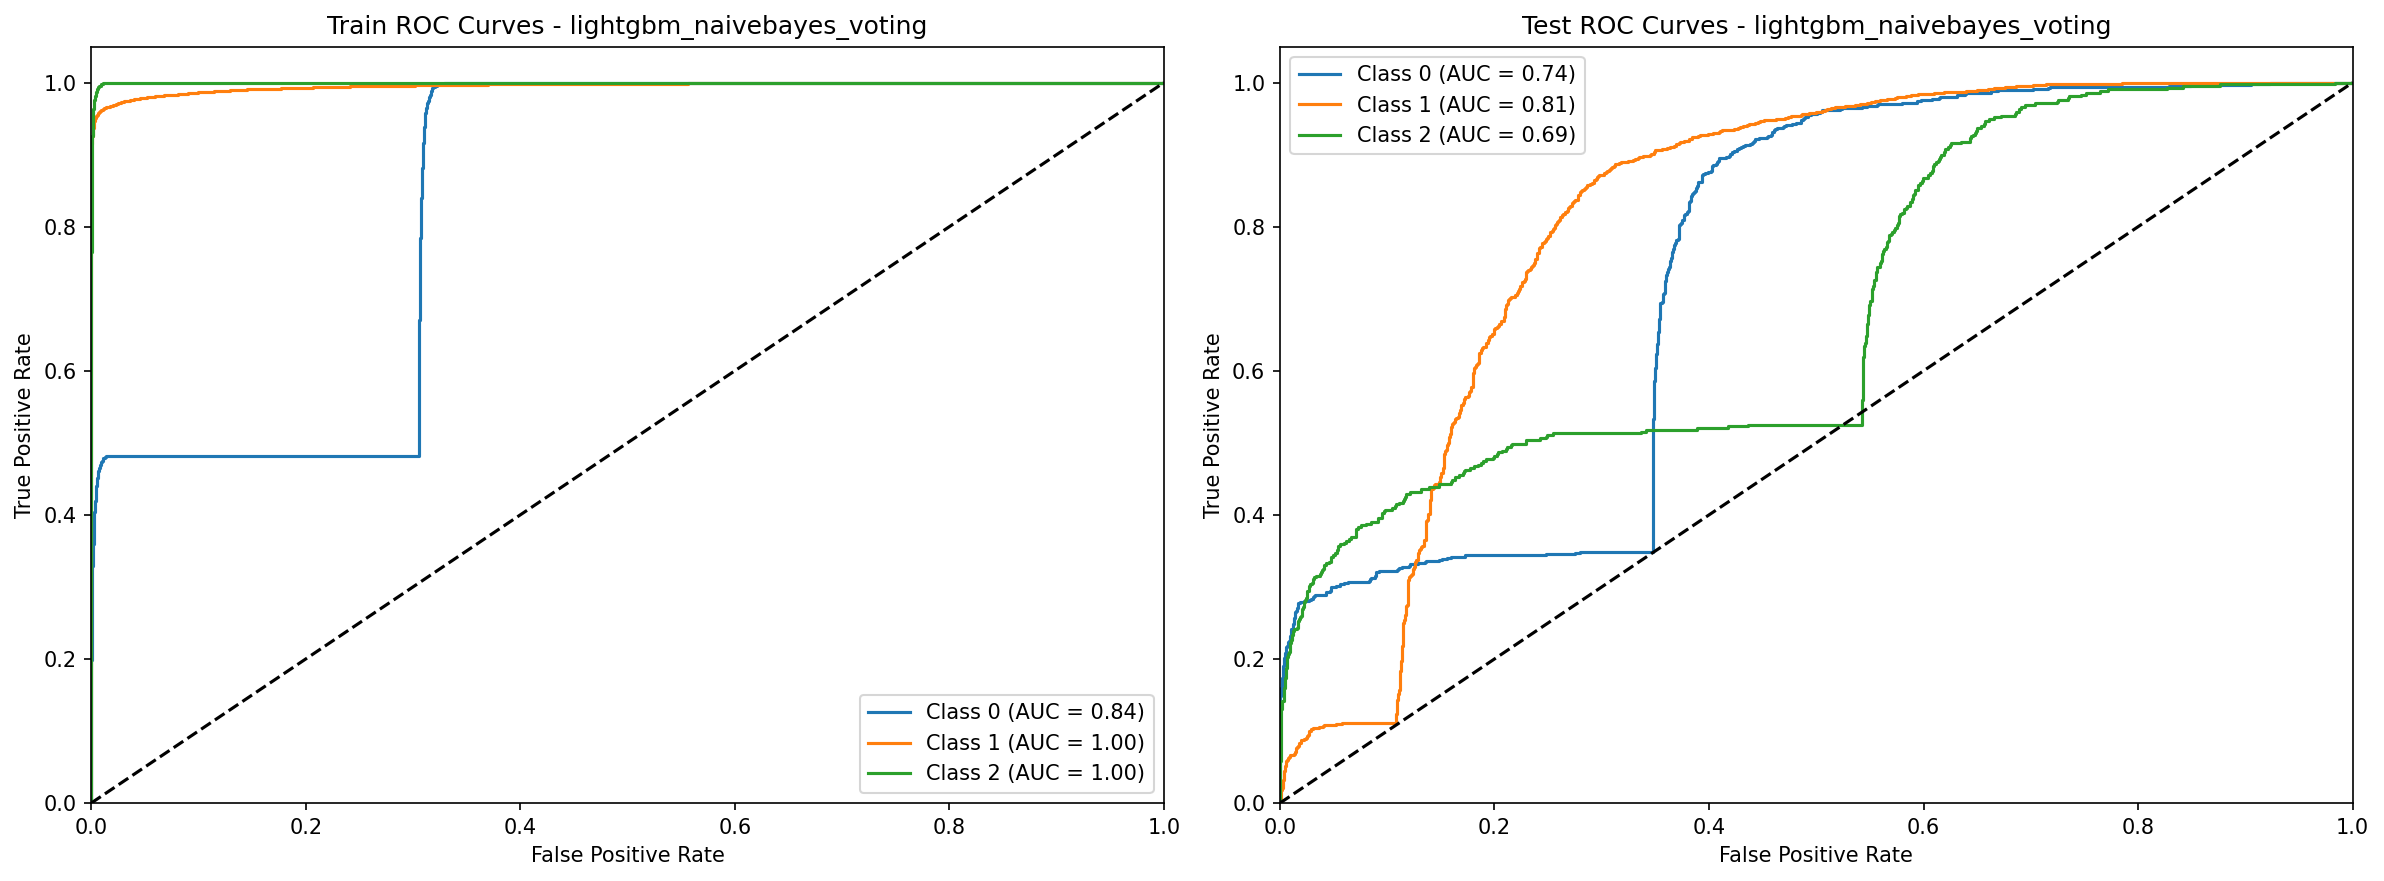 Train ROC Curves - lightgbm_naivebayes_voting
1.0
0.8
0.6
0.4
0.2
0.0
True Positive Rate
Class 0 (AUC = 0.84)
Class 1 (AUC = 1.00)
Class 2 (AUC = 1.00)
0.0 0.2 0.4 0.6 0.8 1.0
False Positive Rate
Test ROC Curves - lightgbm_naivebayes_voting
Class 0 (AUC = 0.74)
Class 1 (AUC = 0.81)
Class 2 (AUC = 0.69)
1.0
0.8
0.6
0.4
0.2
0.0
True Positive Rate
0.0 0.2 0.4 0.6 0.8 1.0
False Positive Rate